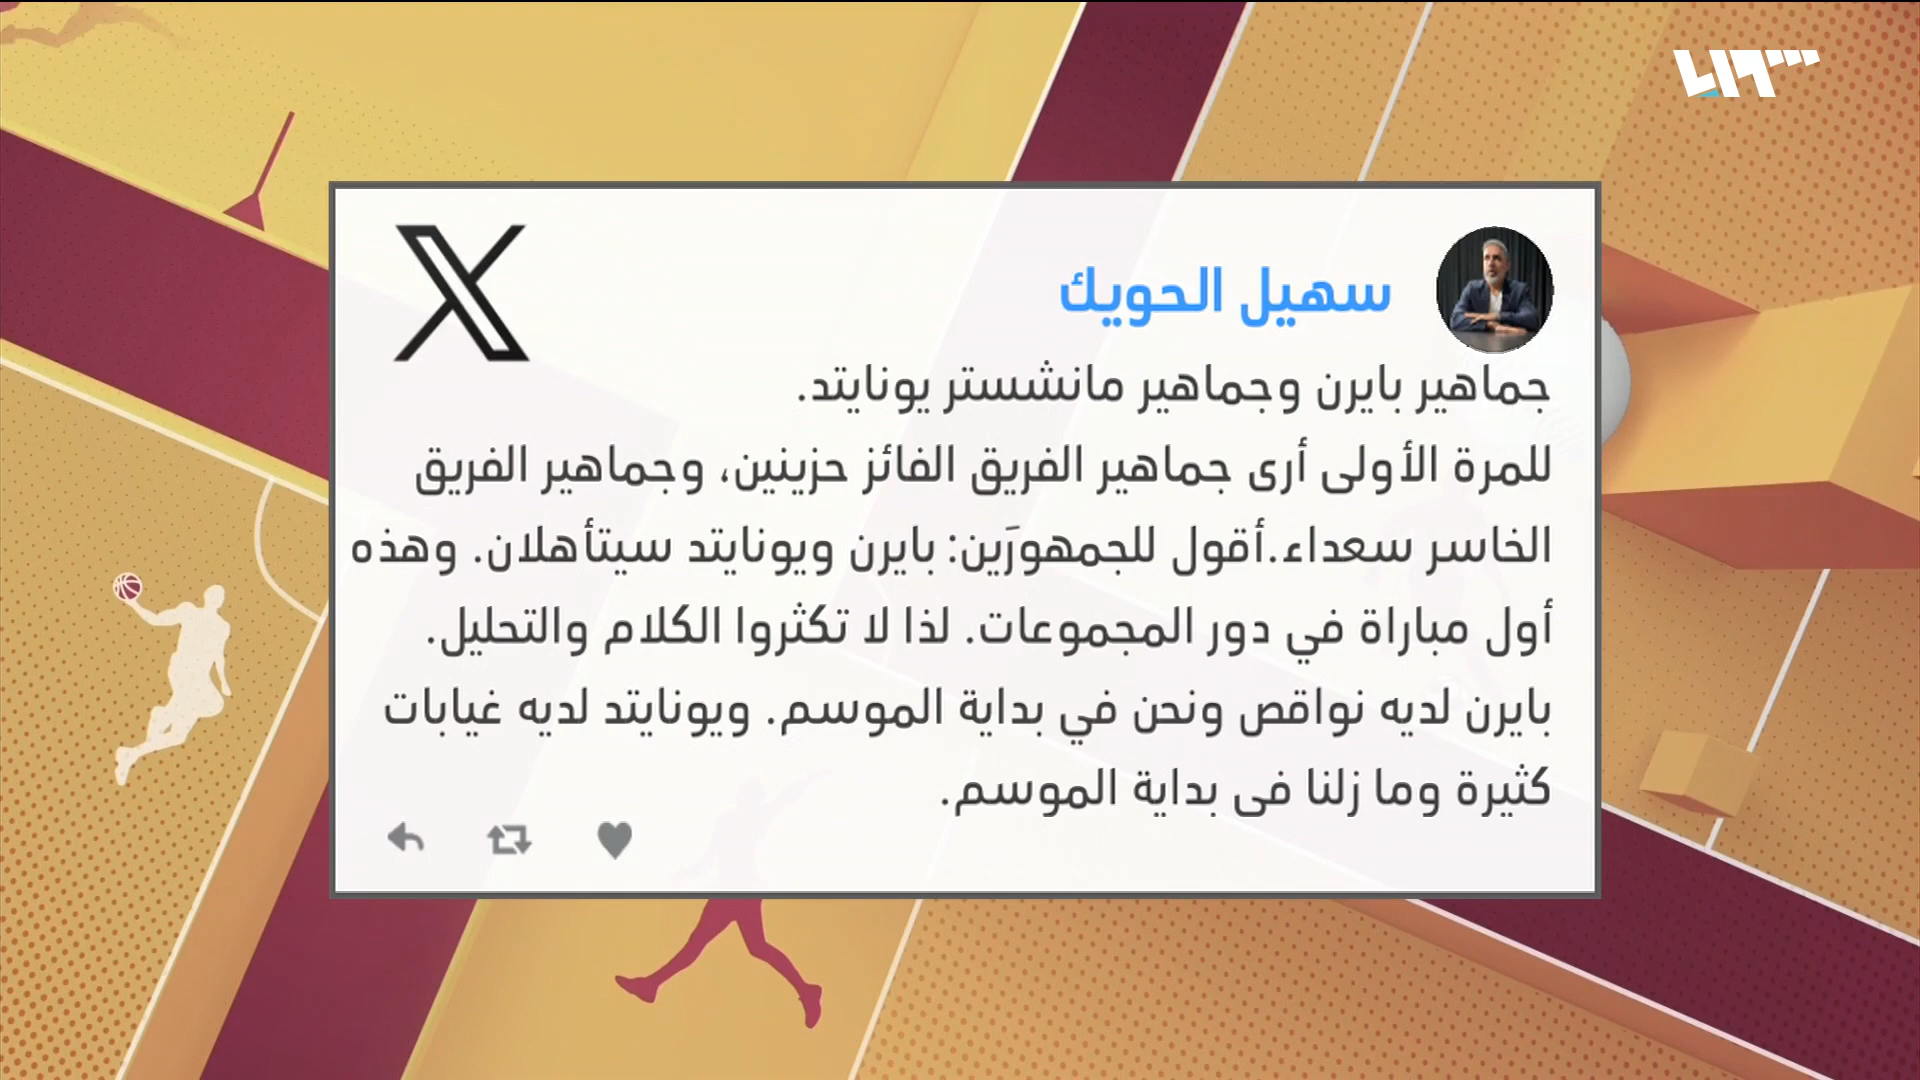 سهيل الحويك
جماهير بايرن وجماهير مانشستر يونايتد.
للمرة الأولى أرى جماهير الفريق الفائز حزينين، وجماهير الفريق
الخاسر سعداء.أقول للجمهورَين: بايرن ويونايتد سيتأهلان. وهذه
أول مباراة في دور المجموعات. لذا لا تكثروا الكلام والتحليل.
بايرن لديه نواقص ونحن في بداية الموسم. ويونايتد لديه غيابات
كثيرة وما زلنا في بداية الموسم.